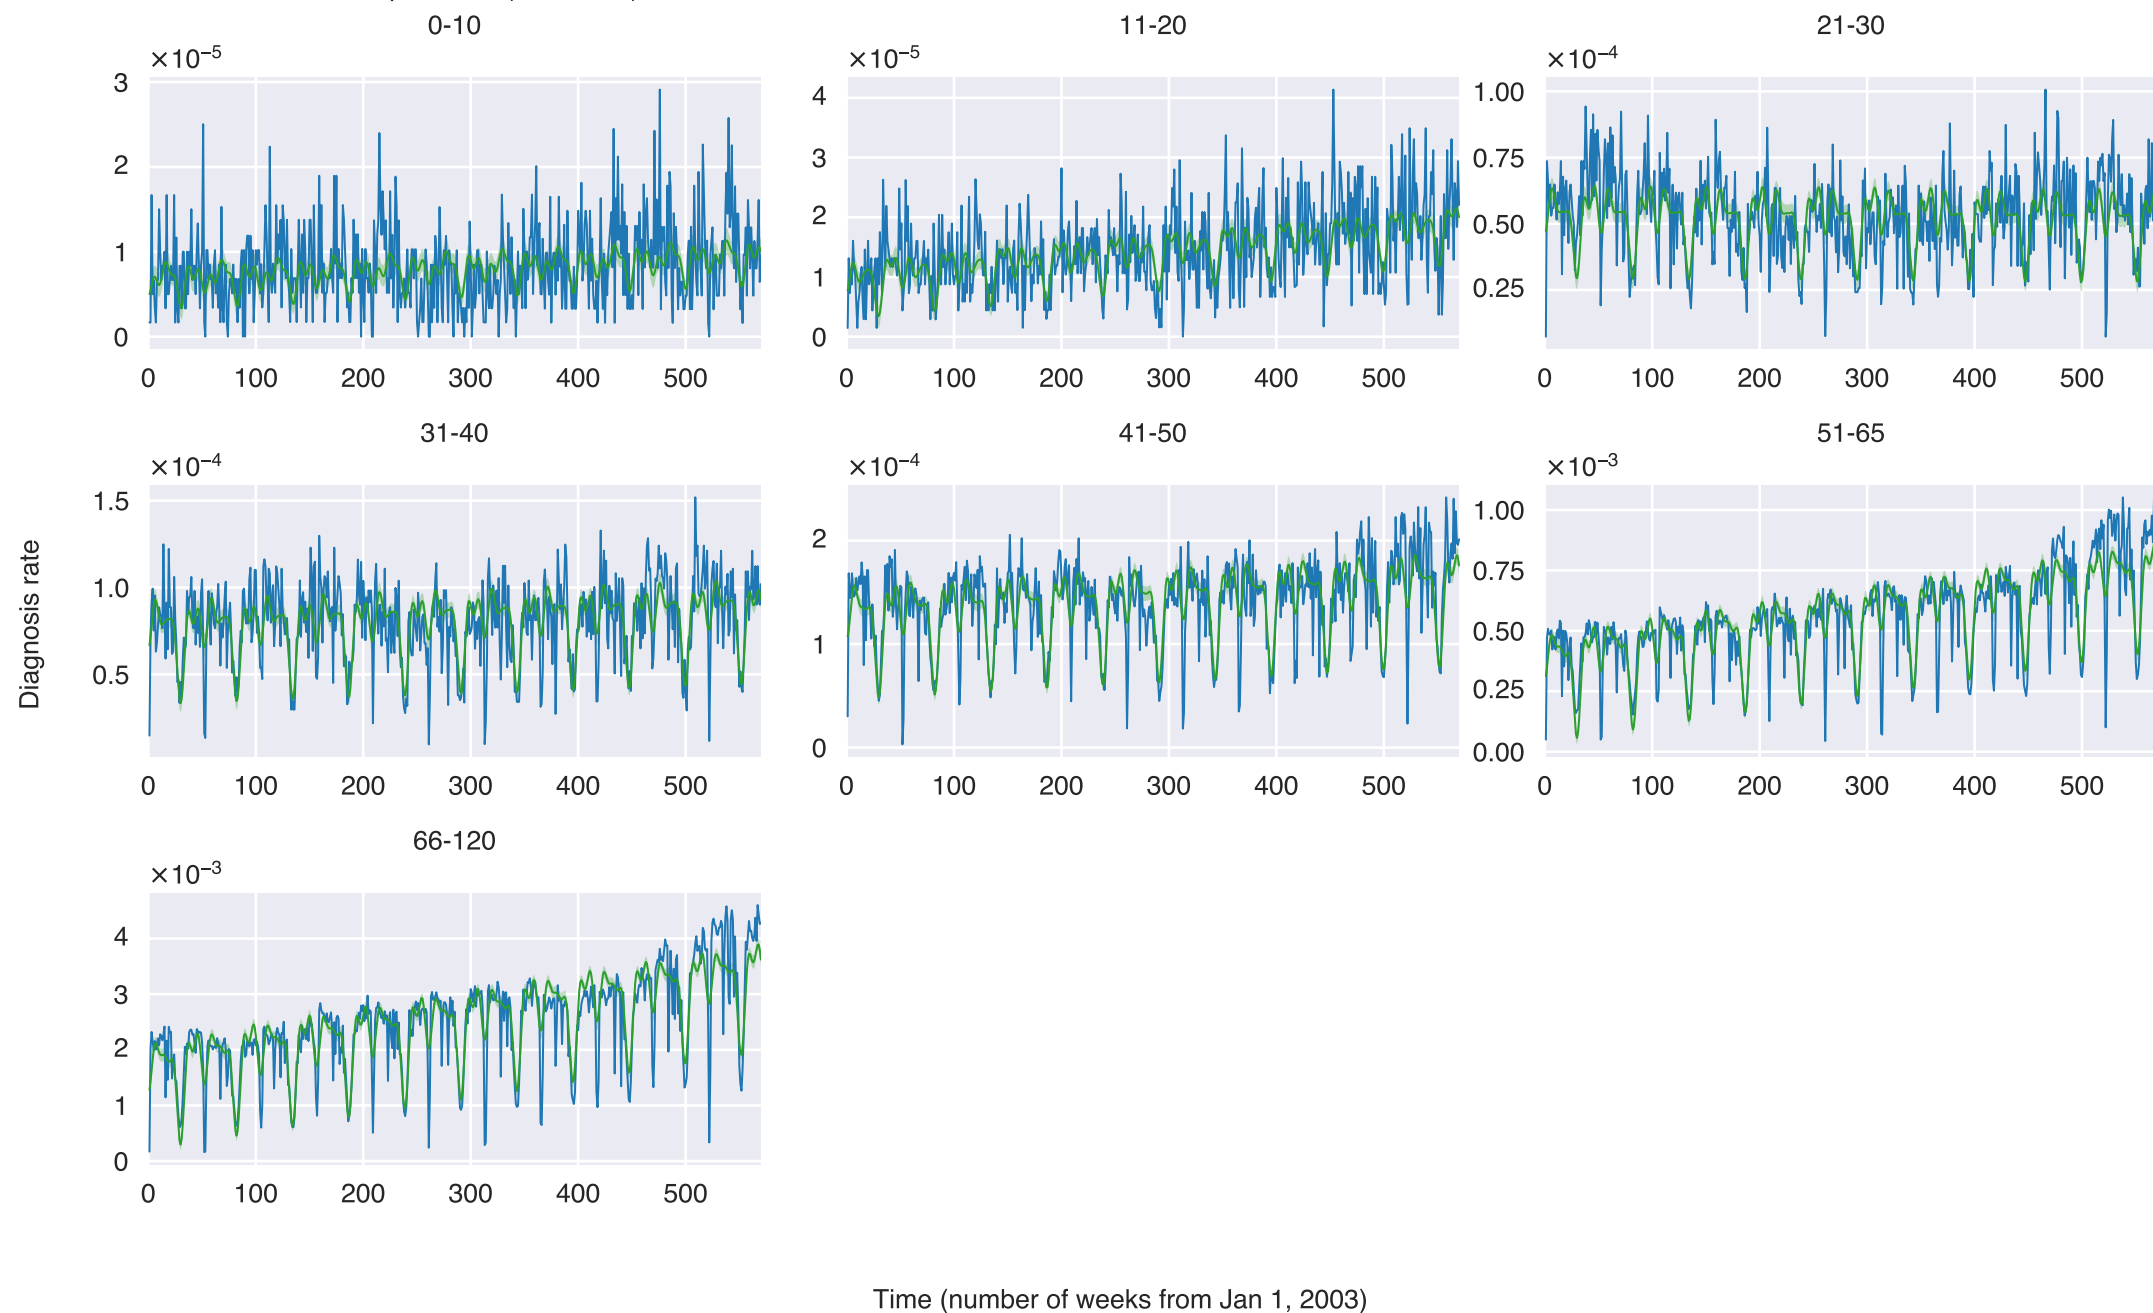 0-10 11-20 21-30
×10⁻⁵ ×10⁻⁵ ×10⁻⁴
3 2 1 0
4 3 2 1 0
1.00 0.75 0.50 0.25
0 100 200 300 400 500 0 100 200 300 400 500 0 100 200 300 400 500
31-40 41-50 51-65
×10⁻⁴ ×10⁻⁴ ×10⁻³
1.5 1.0 0.5
2 1 0
1.00 0.75 0.50 0.25 0.00
0 100 200 300 400 500 0 100 200 300 400 500 0 100 200 300 400 500
Diagnosis rate
66-120
×10⁻³
4 3 2 1 0
0 100 200 300 400 500
Time (number of weeks from Jan 1, 2003)